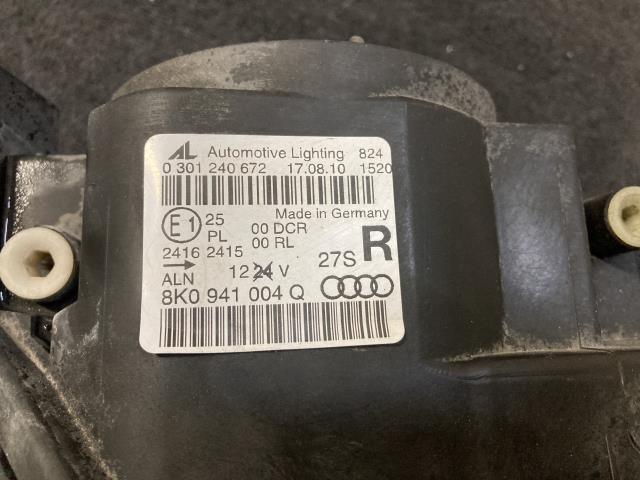 AL Automotive Lighting 824
0 301 240 672 17.08.10 1520
Made in Germany
E1 25 00 DCR
PL 00 RL
2416 2415
27S R
ALN 12 24 V
8K0 941 004 Q